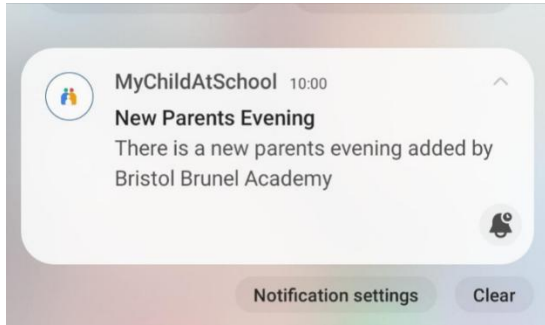 MyChildAtSchool 10:00
New Parents Evening
There is a new parents evening added by
Bristol Brunel Academy
Notification settings Clear